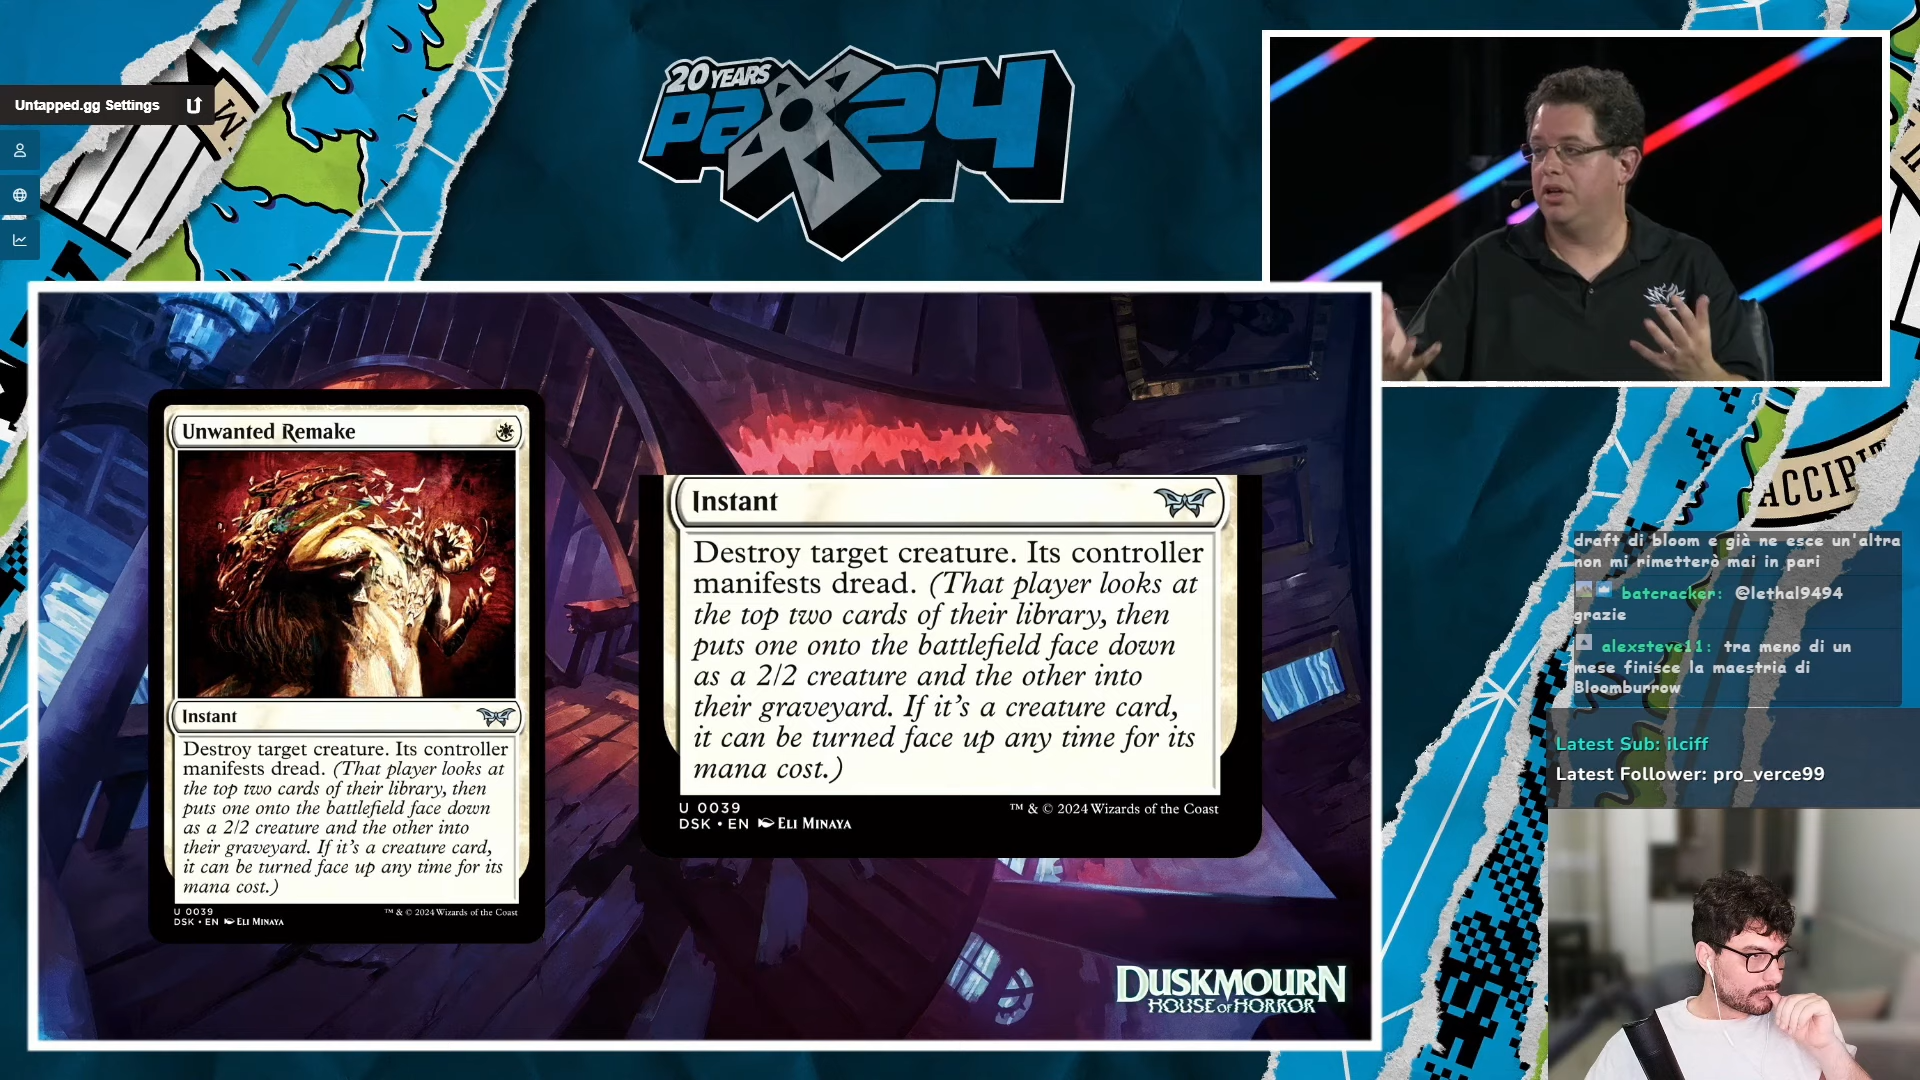 20 YEARS
PAX 24
Untapped.gg Settings
Unwanted Remake
Instant
Destroy target creature. Its controller
manifests dread. (That player looks at
the top two cards of their library, then
puts one onto the battlefield face down
as a 2/2 creature and the other into
their graveyard. If it's a creature card,
it can be turned face up any time for its
mana cost.)
U 0039
DSK • EN ELI MINAYA
™ & © 2024 Wizards of the Coast
Instant
Destroy target creature. Its controller
manifests dread. (That player looks at
the top two cards of their library, then
puts one onto the battlefield face down
as a 2/2 creature and the other into
their graveyard. If it's a creature card,
it can be turned face up any time for its
mana cost.)
U 0039
DSK • EN ELI MINAYA
™ & © 2024 Wizards of the Coast
DUSKMOURN
HOUSE OF HORROR
draft di bloom e già ne esce un'altra
non mi rimetterò mai in pari
batcracker: @lethal9494
grazie
alexsteve11: tra meno di un
mese finisce la maestria di
Bloomburrow
Latest Sub: ilciff
Latest Follower: pro_verce99